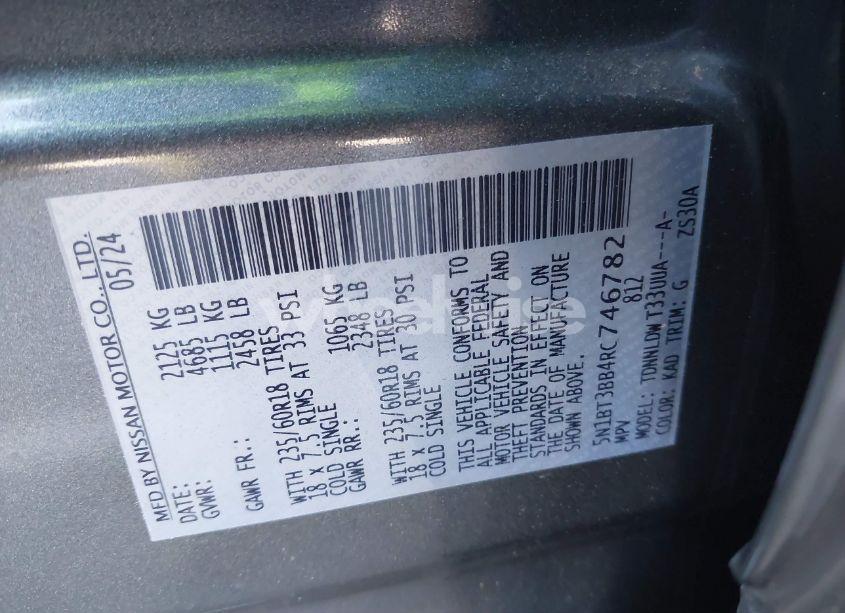 MFD BY NISSAN MOTOR CO., LTD.
DATE: 05/24
GVWR: 2125 KG
4685 LB
GAWR FR.: 1115 KG
2458 LB
WITH 235/60R18 TIRES
18 X 7.5 RIMS AT 33 PSI
COLD SINGLE
GAWR RR.: 1065 KG
2348 LB
WITH 235/60R18 TIRES
18 X 7.5 RIMS AT 30 PSI
COLD SINGLE
THIS VEHICLE CONFORMS TO
ALL APPLICABLE FEDERAL
MOTOR VEHICLE SAFETY AND
THEFT PREVENTION
STANDARDS IN EFFECT ON
THE DATE OF MANUFACTURE
SHOWN ABOVE.
5N1BT3BB4RC746782
MPV 812
MODEL: TDNNLDW T33UUA---A-
COLOR: KAD TRIM: G ZS30A